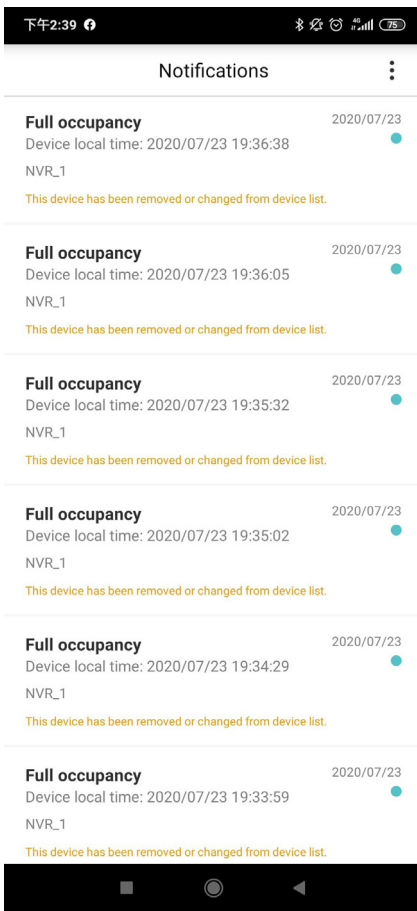 下午2:39
4G
75
Notifications
Full occupancy 2020/07/23
Device local time: 2020/07/23 19:36:38
NVR_1
This device has been removed or changed from device list.
Full occupancy 2020/07/23
Device local time: 2020/07/23 19:36:05
NVR_1
This device has been removed or changed from device list.
Full occupancy 2020/07/23
Device local time: 2020/07/23 19:35:32
NVR_1
This device has been removed or changed from device list.
Full occupancy 2020/07/23
Device local time: 2020/07/23 19:35:02
NVR_1
This device has been removed or changed from device list.
Full occupancy 2020/07/23
Device local time: 2020/07/23 19:34:29
NVR_1
This device has been removed or changed from device list.
Full occupancy 2020/07/23
Device local time: 2020/07/23 19:33:59
NVR_1
This device has been removed or changed from device list.